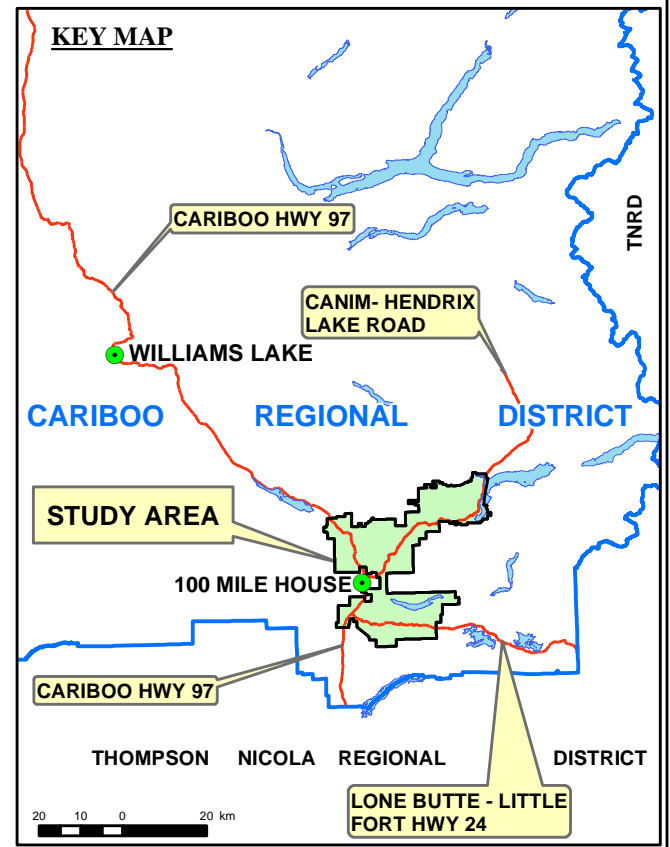 KEY MAP
CARIBOO HWY 97
TNRD
CANIM- HENDRIX
LAKE ROAD
WILLIAMS LAKE
CARIBOO REGIONAL DISTRICT
STUDY AREA
100 MILE HOUSE
CARIBOO HWY 97
THOMPSON NICOLA REGIONAL DISTRICT
LONE BUTTE - LITTLE
FORT HWY 24
20 10 0 20 km